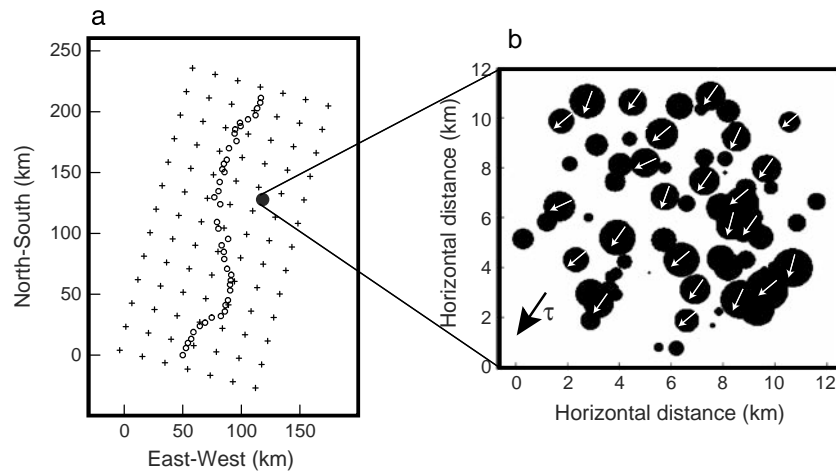 a
b
250
200
150
100
50
0
North-South (km)
0 50 100 150
East-West (km)
12
10
8
6
4
2
0
Horizontal distance (km)
τ
2 4 6 8 10 12
Horizontal distance (km)